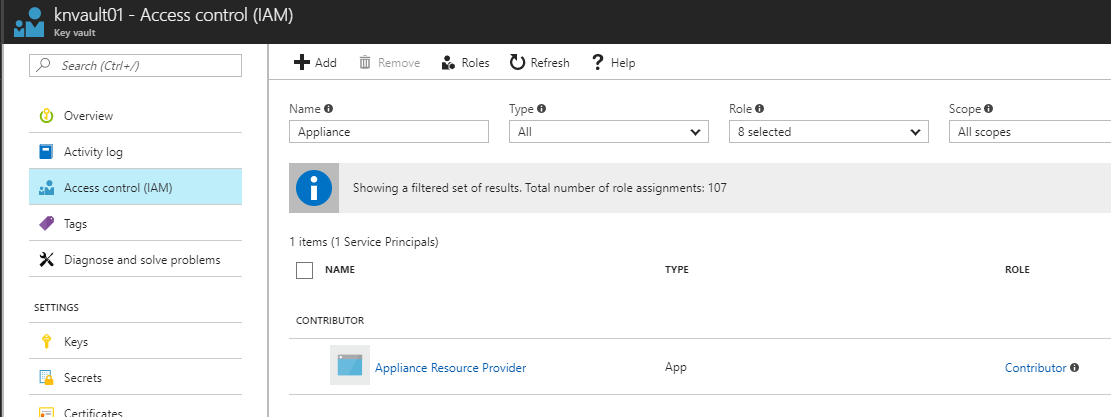 knvault01 - Access control (IAM)
Key vault
Search (Ctrl+/)
Overview
Activity log
Access control (IAM)
Tags
Diagnose and solve problems
SETTINGS
Keys
Secrets
Certificates
Add Remove Roles Refresh ? Help
Name Type Role Scope
Appliance All 8 selected All scopes
Showing a filtered set of results. Total number of role assignments: 107
1 items (1 Service Principals)
NAME TYPE ROLE
CONTRIBUTOR
Appliance Resource Provider App Contributor